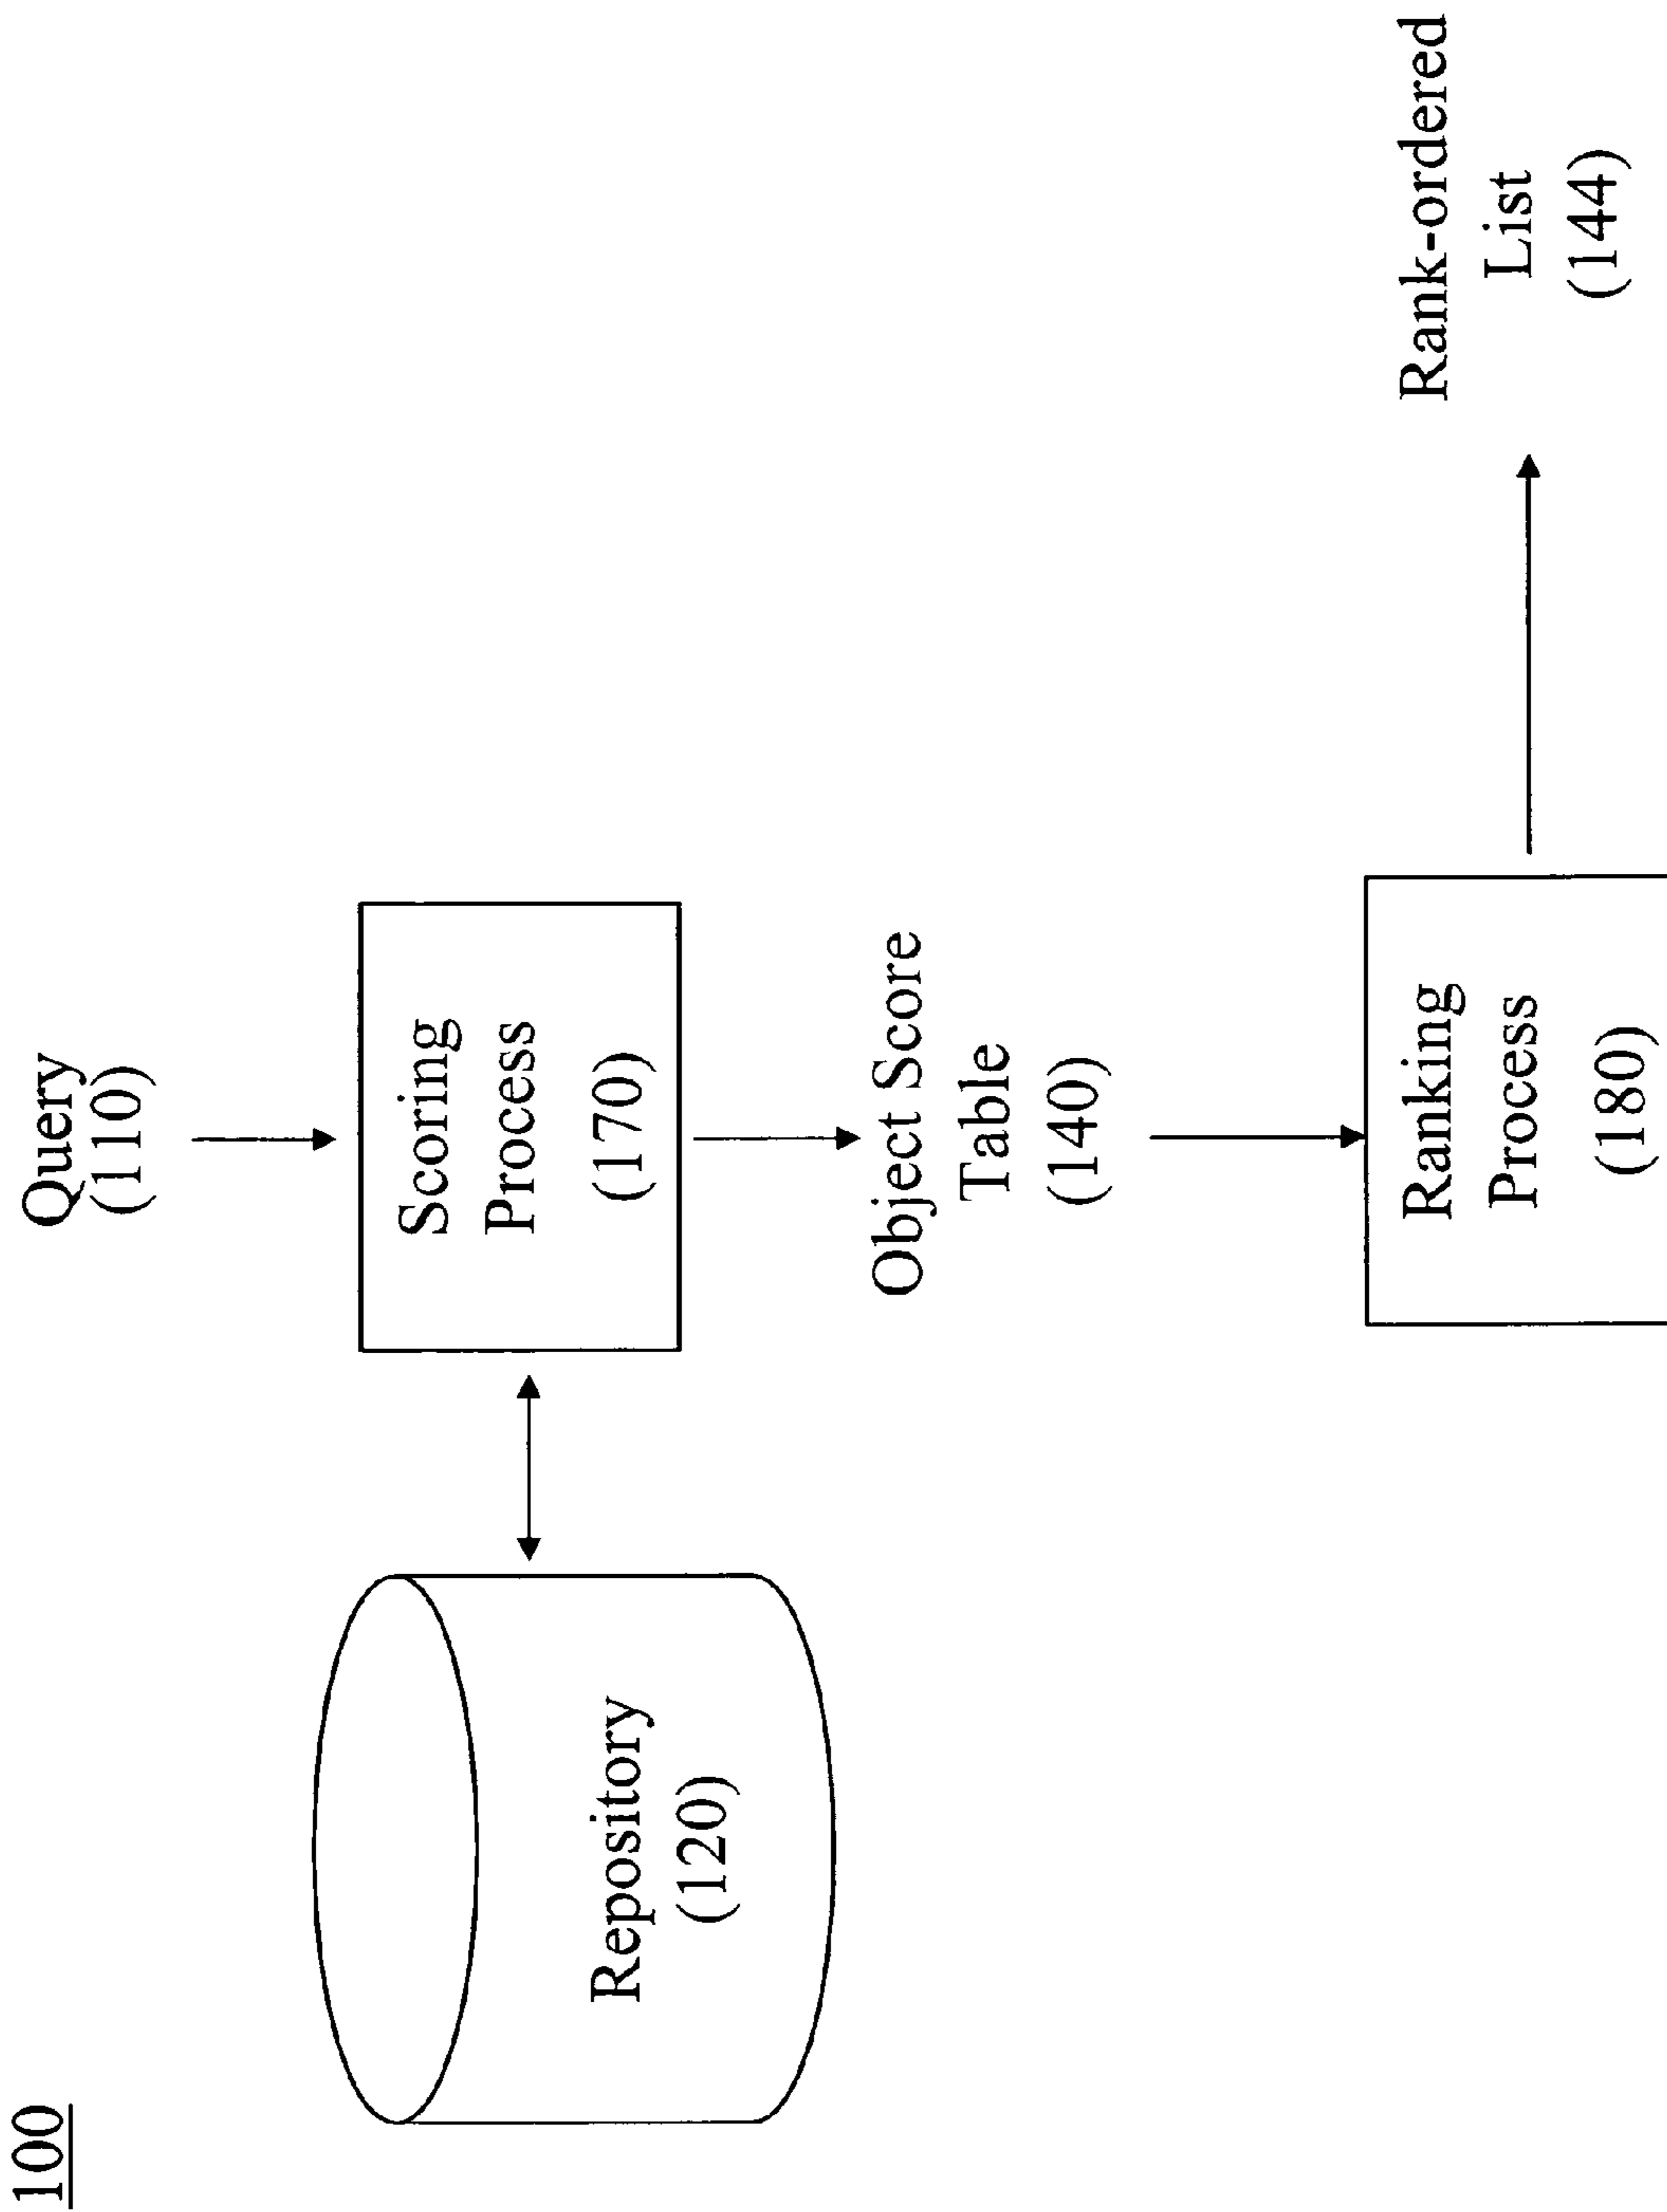 100
Query
(110)
Scoring
Process
(170)
Repository
(120)
Object Score
Table
(140)
Ranking
Process
(180)
Rank-ordered
List
(144)